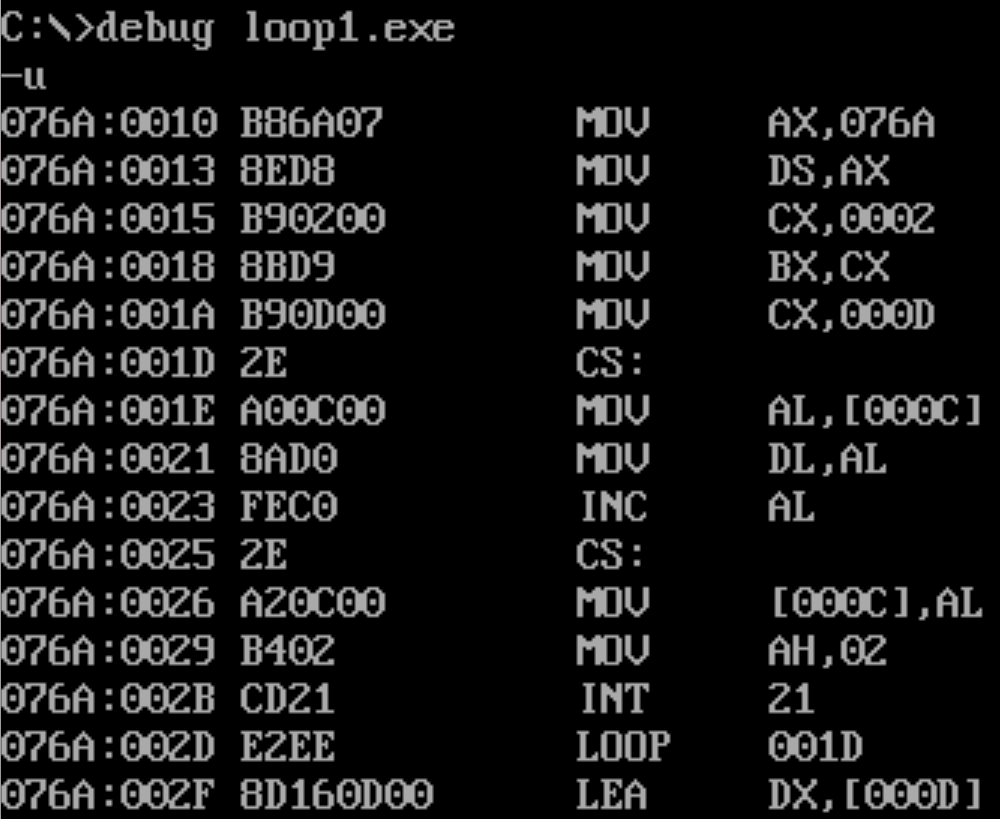 C:\>debug loop1.exe
-u
076A:0010 B86A07 MOV AX,076A
076A:0013 8ED8 MOV DS,AX
076A:0015 B90200 MOV CX,0002
076A:0018 8BD9 MOV BX,CX
076A:001A B90D00 MOV CX,000D
076A:001D 2E CS:
076A:001E A00C00 MOV AL,[000C]
076A:0021 8AD0 MOV DL,AL
076A:0023 FEC0 INC AL
076A:0025 2E CS:
076A:0026 A20C00 MOV [000C],AL
076A:0029 B402 MOV AH,02
076A:002B CD21 INT 21
076A:002D E2EE LOOP 001D
076A:002F 8D160D00 LEA DX,[000D]